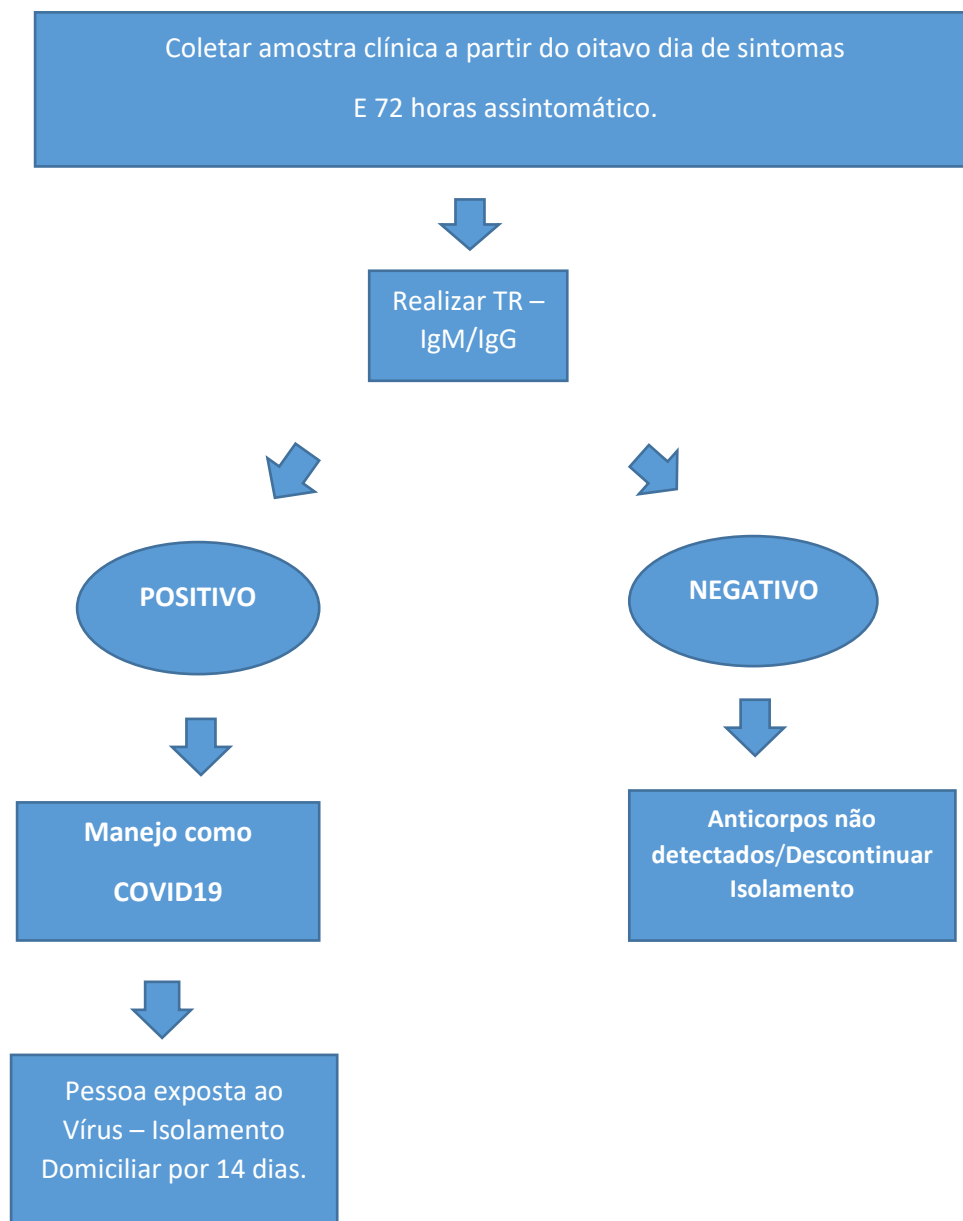 Coletar amostra clínica a partir do oitavo dia de sintomas
E 72 horas assintomático.
Realizar TR –
IgM/IgG
POSITIVO
NEGATIVO
Manejo como
COVID19
Anticorpos não
detectados/Descontinuar
Isolamento
Pessoa exposta ao
Vírus – Isolamento
Domiciliar por 14 dias.